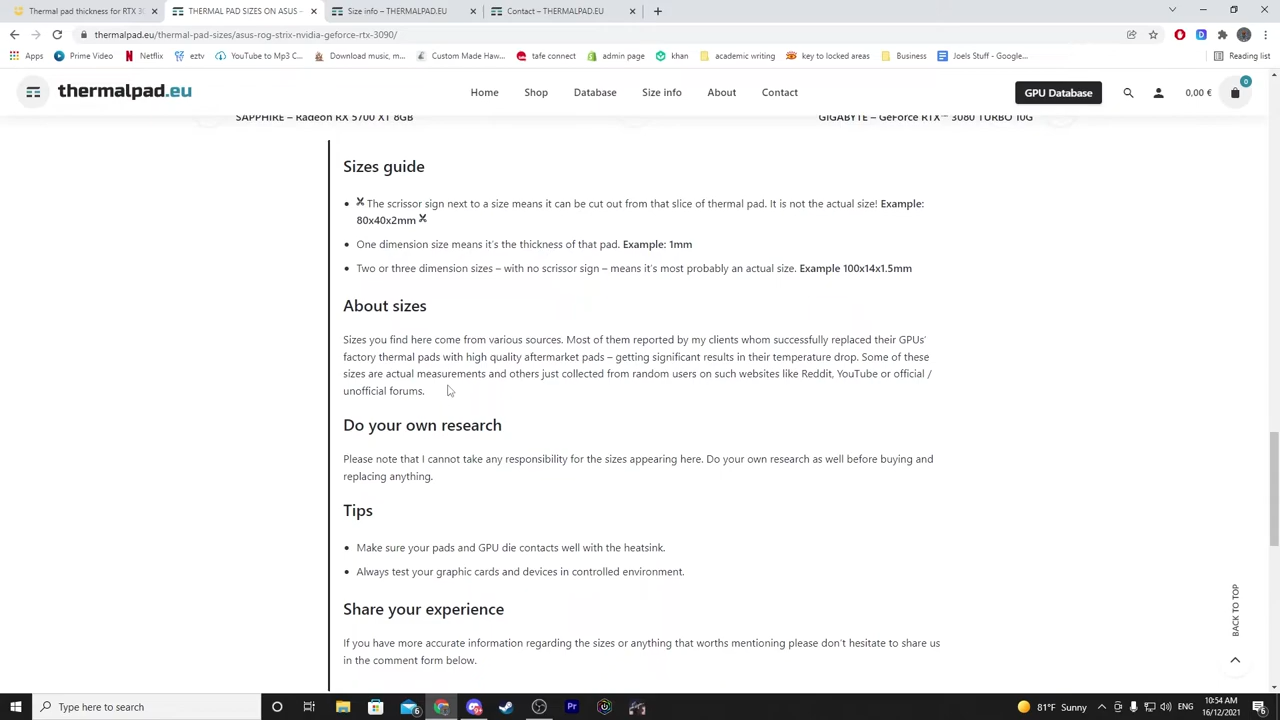 Thermal pad thickness for RTX 3
THERMAL PAD SIZES ON ASUS -
Size info – THERMALPAD.EU
Contact – THERMALPAD.EU
thermalpad.eu/thermal-pad-sizes/asus-rog-strix-nvidia-geforce-rtx-3090/
Apps
Prime Video
Netflix
eztv
YouTube to Mp3 C...
Download music, m...
Custom Made Haw...
tafe connect
admin page
khan
academic writing
key to locked areas
Business
Joels Stuff - Google...
Reading list
thermalpad.eu
Home
Shop
Database
Size info
About
Contact
GPU Database
0,00 €
0
SAPPHIRE – Radeon RX 5700 XT 8GB
GIGABYTE – GeForce RTX™ 3080 TURBO 10G
Sizes guide
The scrissor sign next to a size means it can be cut out from that slice of thermal pad. It is not the actual size! Example:
80x40x2mm
One dimension size means it's the thickness of that pad. Example: 1mm
Two or three dimension sizes – with no scrissor sign – means it's most probably an actual size. Example 100x14x1.5mm
About sizes
Sizes you find here come from various sources. Most of them reported by my clients whom successfully replaced their GPUs'
factory thermal pads with high quality aftermarket pads – getting significant results in their temperature drop. Some of these
sizes are actual measurements and others just collected from random users on such websites like Reddit, YouTube or official /
unofficial forums.
Do your own research
Please note that I cannot take any responsibility for the sizes appearing here. Do your own research as well before buying and
replacing anything.
Tips
Make sure your pads and GPU die contacts well with the heatsink.
Always test your graphic cards and devices in controlled environment.
Share your experience
If you have more accurate information regarding the sizes or anything that worths mentioning please don't hesitate to share us
in the comment form below.
BACK TO TOP
Type here to search
6
81°F Sunny
10:54 AM
16/12/2021